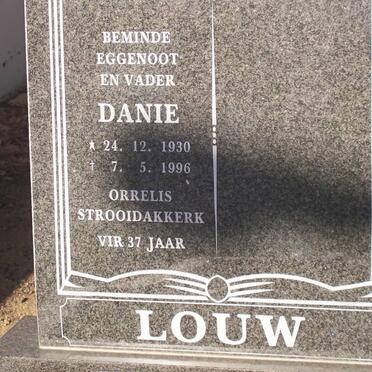 BEMINDE
EGGENOOT
EN VADER
DANIE
* 24. 12. 1930
† 7. 5. 1996
ORRELIS
STROOIDAKKERK
VIR 37 JAAR
LOUW